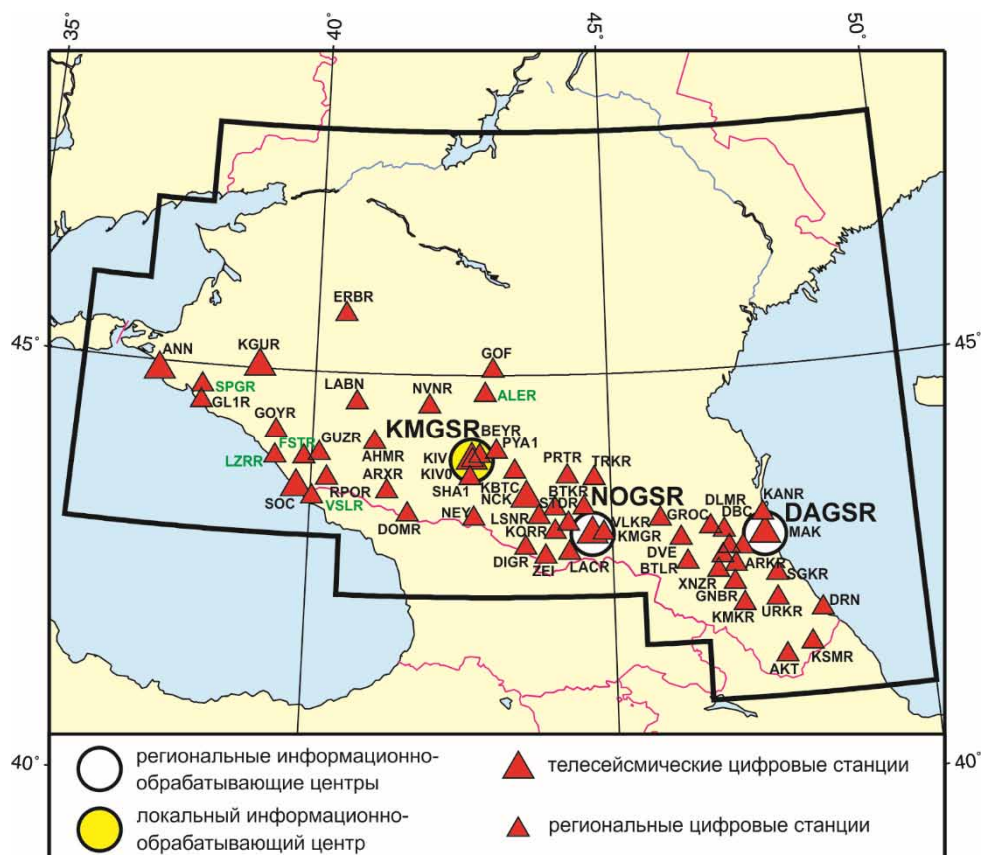 35°
40°
45°
50°
45°
45°
40°
40°
ERBR
ANN
KGUR
GOF
SPGR
GL1R
LABN
NVNR
ALER
GOYR
KMGSR
BEYR
FSTR
GUZR
PYA1
LZRR
AHMR
KIV
KIV0
PRTR
TRKR
ARXR
SHA1
KBTC
BTKR
RPOR
NCK
STDR
NOGSR
DLMR
KANR
SOC
VSLR
NEY
LSNR
VLKR
GROC
DBC
DAGSR
DOMR
KORR
KMGR
MAK
DIGR
DVE
ZEI
LACR
BTLR
ARKR
XNZR
SGKR
GNBR
DRN
KMKR
URKR
KSMR
AKT
региональные информационно-
обрабатывающие центры
телесейсмические цифровые станции
локальный информационно-
обрабатывающий центр
региональные цифровые станции